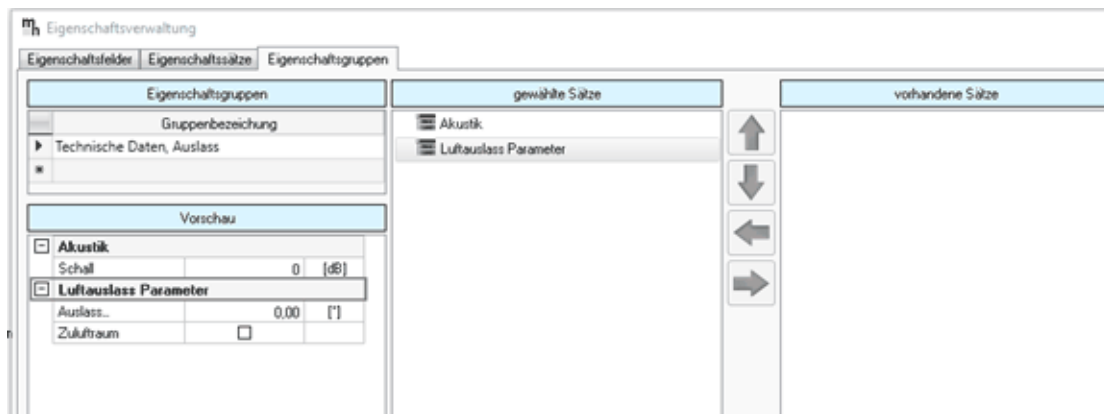 mh Eigenschaftsverwaltung
Eigenschaftsfelder Eigenschaftssätze Eigenschaftsgruppen
Eigenschaftsgruppen
Gruppenbezeichung
Technische Daten, Auslass
Vorschau
Akustik
Schall 0 [dB]
Luftauslass Parameter
Auslass.. 0,00 [°]
Zuluftraum
gewählte Sätze
Akustik
Luftauslass Parameter
vorhandene Sätze